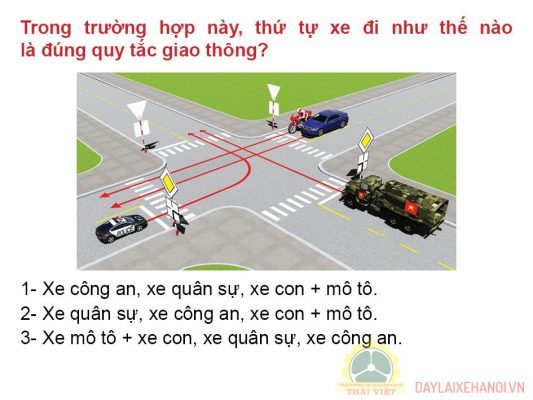 Trong trường hợp này, thứ tự xe đi như thế nào
là đúng quy tắc giao thông?
POLICE
1- Xe công an, xe quân sự, xe con + mô tô.
2- Xe quân sự, xe công an, xe con + mô tô.
3- Xe mô tô + xe con, xe quân sự, xe công an.
THÁI VIỆT
DAYLAIXEHANOI.VN